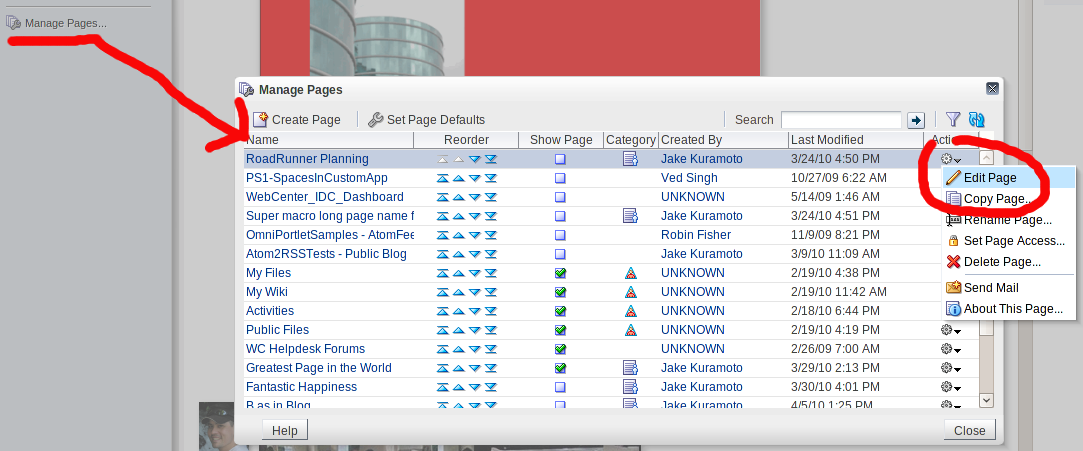 Manage Pages...
Manage Pages
Create Page Set Page Defaults Search
Name Reorder Show Page Category Created By Last Modified Acti
RoadRunner Planning Jake Kuramoto 3/24/10 4:50 PM
PS1-SpacesInCustomApp Ved Singh 10/27/09 6:22 AM
WebCenter_IDC_Dashboard UNKNOWN 5/14/09 1:46 AM
Super macro long page name f Jake Kuramoto 3/24/10 4:51 PM
OmniPortletSamples - AtomFee Robin Fisher 11/9/09 8:21 PM
Atom2RSSTests - Public Blog Jake Kuramoto 3/9/10 11:09 AM
My Files UNKNOWN 2/19/10 4:38 PM
My Wiki UNKNOWN 2/19/10 11:42 AM
Activities UNKNOWN 2/18/10 6:44 PM
Public Files UNKNOWN 2/19/10 4:19 PM
WC Helpdesk Forums UNKNOWN 2/26/09 7:00 AM
Greatest Page in the World Jake Kuramoto 3/29/10 2:13 PM
Fantastic Happiness Jake Kuramoto 3/30/10 4:01 PM
B as in Blog Jake Kuramoto 4/5/10 1:25 PM
Edit Page
Copy Page...
Rename Page...
Set Page Access...
Delete Page...
Send Mail
About This Page...
Help Close